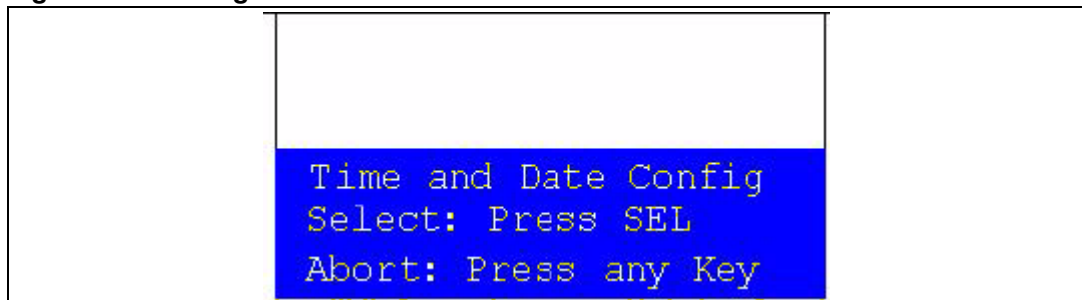 Time and Date Config
Select: Press SEL
Abort: Press any Key